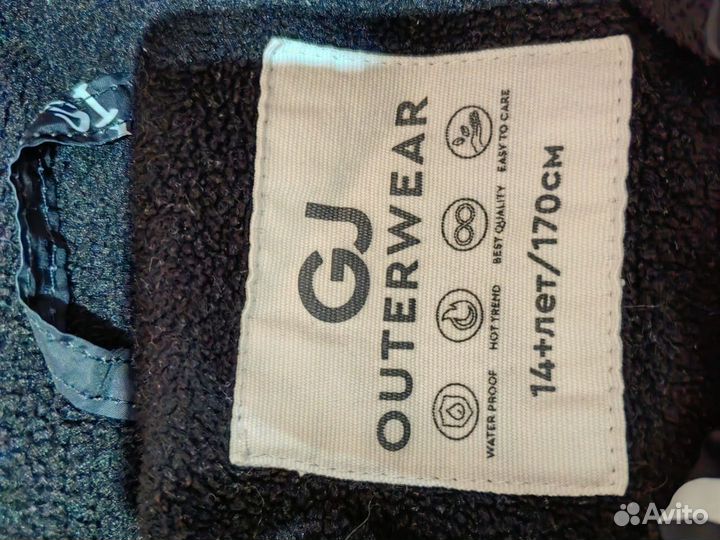 GJ
OUTERWEAR
WATER PROOF
HOT TREND
BEST QUALITY
EASY TO CARE
14+лет/170см
Avito